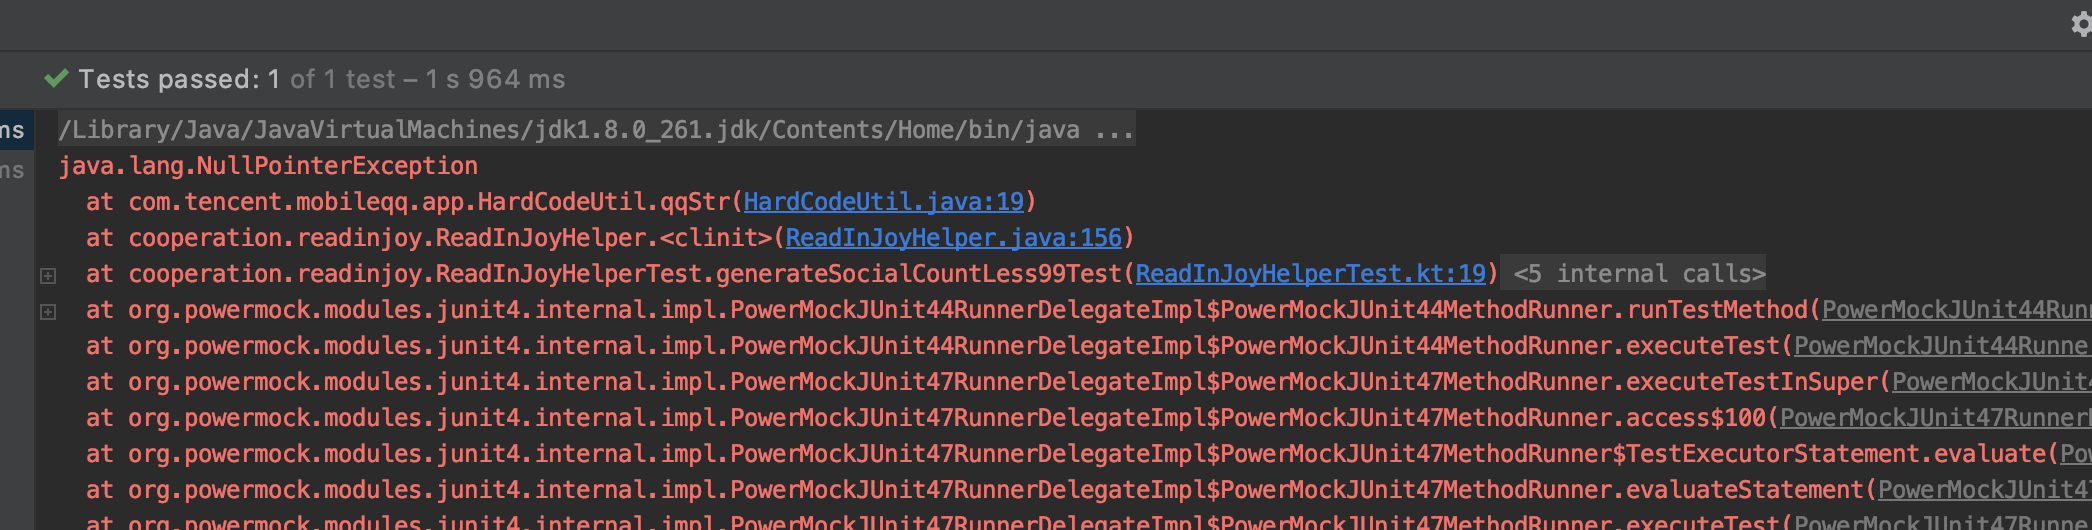 Tests passed: 1 of 1 test – 1 s 964 ms
ms /Library/Java/JavaVirtualMachines/jdk1.8.0_261.jdk/Contents/Home/bin/java ...
ms java.lang.NullPointerException
at com.tencent.mobileqq.app.HardCodeUtil.qqStr(HardCodeUtil.java:19)
at cooperation.readinjoy.ReadInJoyHelper.<clinit>(ReadInJoyHelper.java:156)
at cooperation.readinjoy.ReadInJoyHelperTest.generateSocialCountLess99Test(ReadInJoyHelperTest.kt:19) <5 internal calls>
at org.powermock.modules.junit4.internal.impl.PowerMockJUnit44RunnerDelegateImpl$PowerMockJUnit44MethodRunner.runTestMethod(PowerMockJUnit44Runn
at org.powermock.modules.junit4.internal.impl.PowerMockJUnit44RunnerDelegateImpl$PowerMockJUnit44MethodRunner.executeTest(PowerMockJUnit44Runne
at org.powermock.modules.junit4.internal.impl.PowerMockJUnit47RunnerDelegateImpl$PowerMockJUnit47MethodRunner.executeTestInSuper(PowerMockJUnit4
at org.powermock.modules.junit4.internal.impl.PowerMockJUnit47RunnerDelegateImpl$PowerMockJUnit47MethodRunner.access$100(PowerMockJUnit47Runner
at org.powermock.modules.junit4.internal.impl.PowerMockJUnit47RunnerDelegateImpl$PowerMockJUnit47MethodRunner$TestExecutorStatement.evaluate(Pow
at org.powermock.modules.junit4.internal.impl.PowerMockJUnit47RunnerDelegateImpl$PowerMockJUnit47MethodRunner.evaluateStatement(PowerMockJUnit47
at org.powermock.modules.junit4.internal.impl.PowerMockJUnit47RunnerDelegateImpl$PowerMockJUnit47MethodRunner.executeTest(PowerMockJUnit47Runne